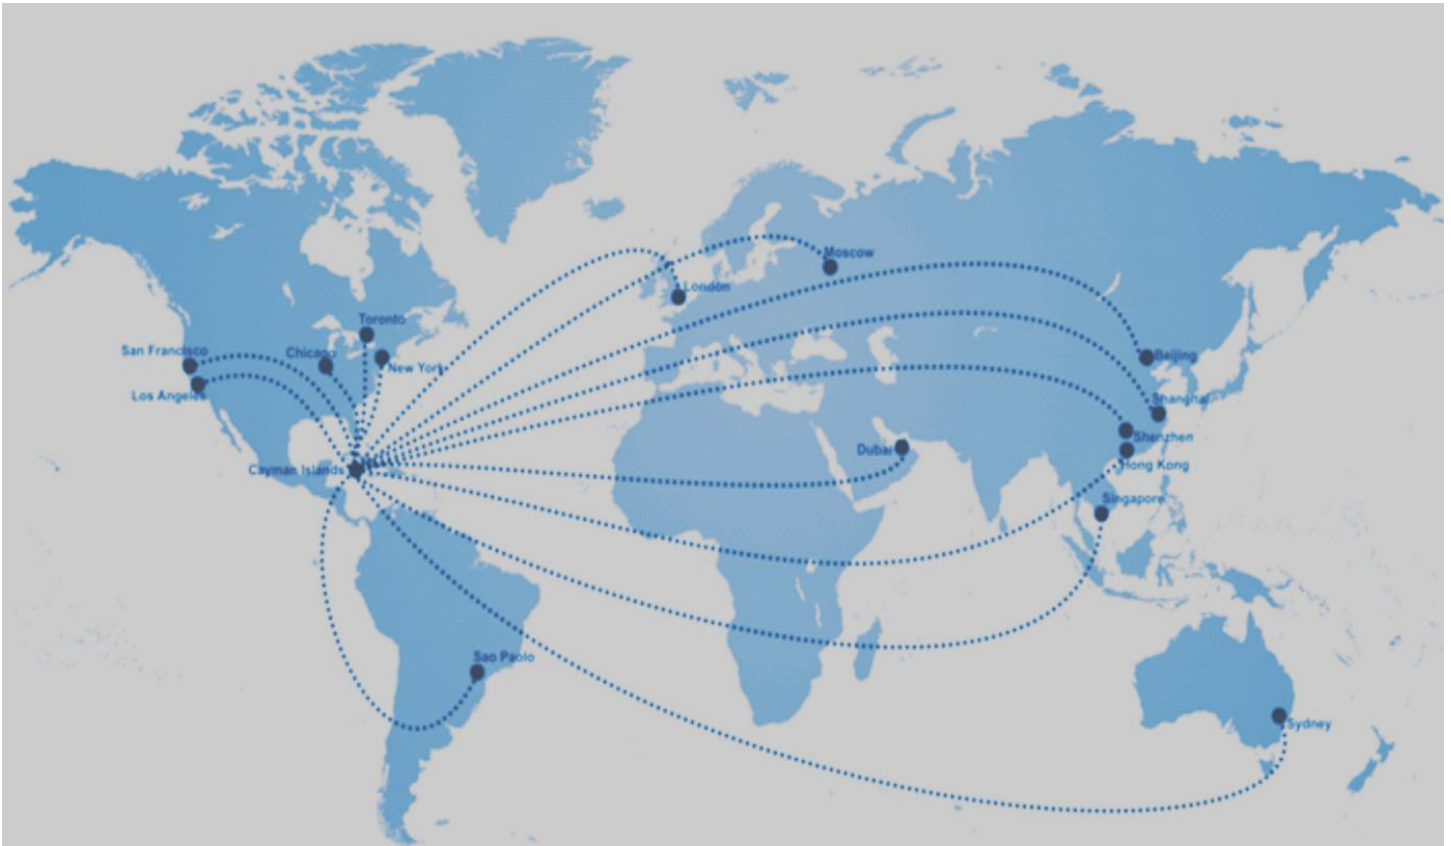 Moscow
London
Toronto
San Francisco
Chicago
New York
Los Angeles
Beijing
Shanghai
Shenzhen
Dubai
Hong Kong
Cayman Islands
Singapore
Sao Paolo
Sydney